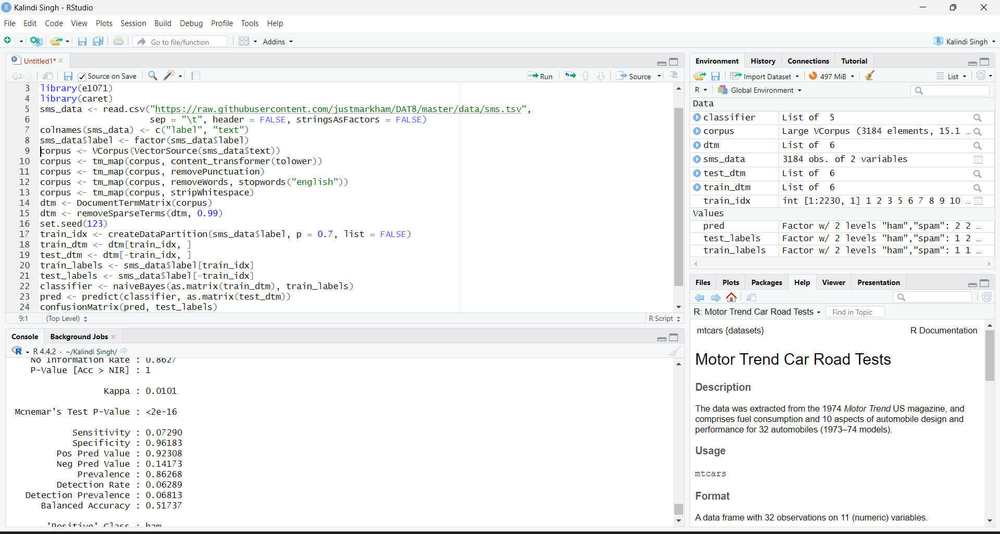 Kalindi Singh - RStudio
File Edit Code View Plots Session Build Debug Profile Tools Help
Go to file/function Addins Kalindi Singh
Untitled1*
Source on Save Run Source
3 library(e1071)
4 library(caret)
5 sms_data <- read.csv("https://raw.githubusercontent.com/justmarkham/DAT8/master/data/sms.tsv",
6 sep = "\t", header = FALSE, stringsAsFactors = FALSE)
7 colnames(sms_data) <- c("label", "text")
8 sms_data$label <- factor(sms_data$label)
9 corpus <- VCorpus(VectorSource(sms_data$text))
10 corpus <- tm_map(corpus, content_transformer(tolower))
11 corpus <- tm_map(corpus, removePunctuation)
12 corpus <- tm_map(corpus, removeWords, stopwords("english"))
13 corpus <- tm_map(corpus, stripWhitespace)
14 dtm <- DocumentTermMatrix(corpus)
15 dtm <- removeSparseTerms(dtm, 0.99)
16 set.seed(123)
17 train_idx <- createDataPartition(sms_data$label, p = 0.7, list = FALSE)
18 train_dtm <- dtm[train_idx, ]
19 test_dtm <- dtm[-train_idx, ]
20 train_labels <- sms_data$label[train_idx]
21 test_labels <- sms_data$label[-train_idx]
22 classifier <- naiveBayes(as.matrix(train_dtm), train_labels)
23 pred <- predict(classifier, as.matrix(test_dtm))
24 confusionMatrix(pred, test_labels)
9:1 (Top Level) R Script
Console Background Jobs
R R 4.4.2 · ~/Kalindi Singh/
No Information Rate : 0.8627
P-Value [Acc > NIR] : 1
Kappa : 0.0101
Mcnemar's Test P-Value : <2e-16
Sensitivity : 0.07290
Specificity : 0.96183
Pos Pred Value : 0.92308
Neg Pred Value : 0.14173
Prevalence : 0.86268
Detection Rate : 0.06289
Detection Prevalence : 0.06813
Balanced Accuracy : 0.51737
'Positive' Class : ham
Environment History Connections Tutorial
Import Dataset 497 MiB List
R Global Environment
Data
classifier List of 5
corpus Large VCorpus (3184 elements, 15.1 …
dtm List of 6
sms_data 3184 obs. of 2 variables
test_dtm List of 6
train_dtm List of 6
train_idx int [1:2230, 1] 1 2 3 5 6 7 8 9 10 …
Values
pred Factor w/ 2 levels "ham","spam": 2 2 …
test_labels Factor w/ 2 levels "ham","spam": 1 2 …
train_labels Factor w/ 2 levels "ham","spam": 1 1 …
Files Plots Packages Help Viewer Presentation
R: Motor Trend Car Road Tests Find in Topic
mtcars {datasets} R Documentation
Motor Trend Car Road Tests
Description
The data was extracted from the 1974 Motor Trend US magazine, and
comprises fuel consumption and 10 aspects of automobile design and
performance for 32 automobiles (1973–74 models).
Usage
mtcars
Format
A data frame with 32 observations on 11 (numeric) variables.